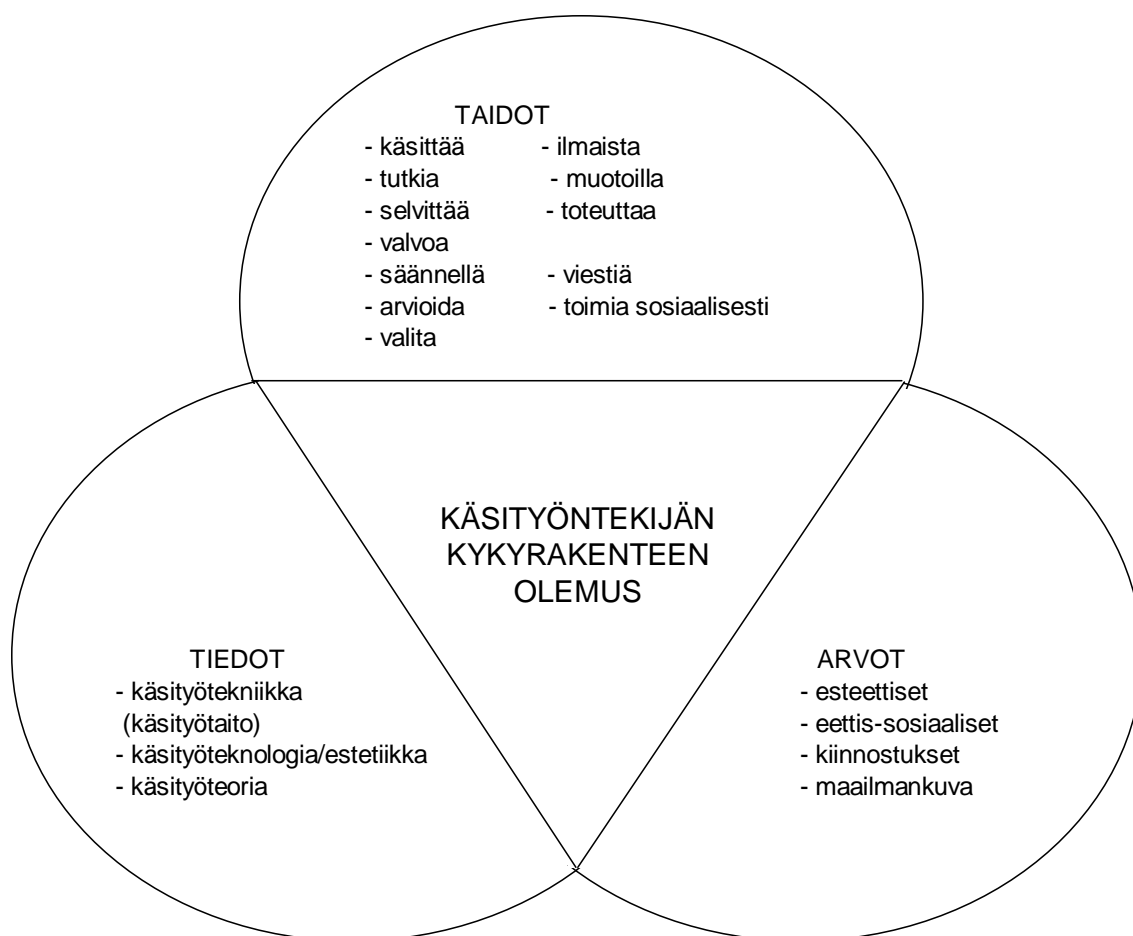 TAIDOT
- käsittää - ilmaista
- tutkia - muotoilla
- selvittää - toteuttaa
- valvoa
- säännellä - viestiä
- arvioida - toimia sosiaalisesti
- valita
KÄSITYÖNTEKIJÄN
KYKYRAKENTEEN
OLEMUS
TIEDOT
- käsityötekniikka
(käsityötaito)
- käsityöteknologia/estetiikka
- käsityöteoria
ARVOT
- esteettiset
- eettis-sosiaaliset
- kiinnostukset
- maailmankuva